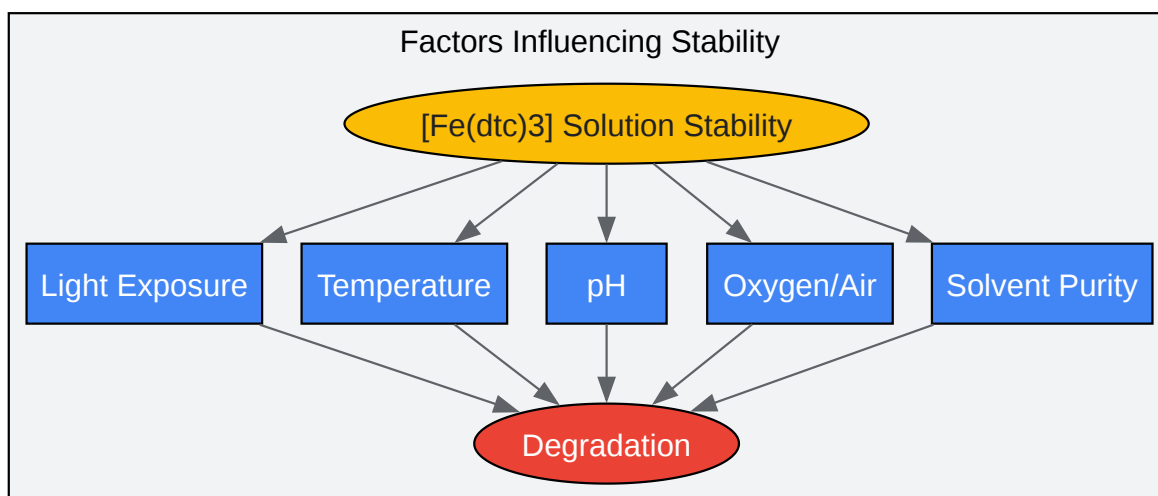 Factors Influencing Stability
[Fe(dtc)3] Solution Stability
Light Exposure
Temperature
pH
Oxygen/Air
Solvent Purity
Degradation